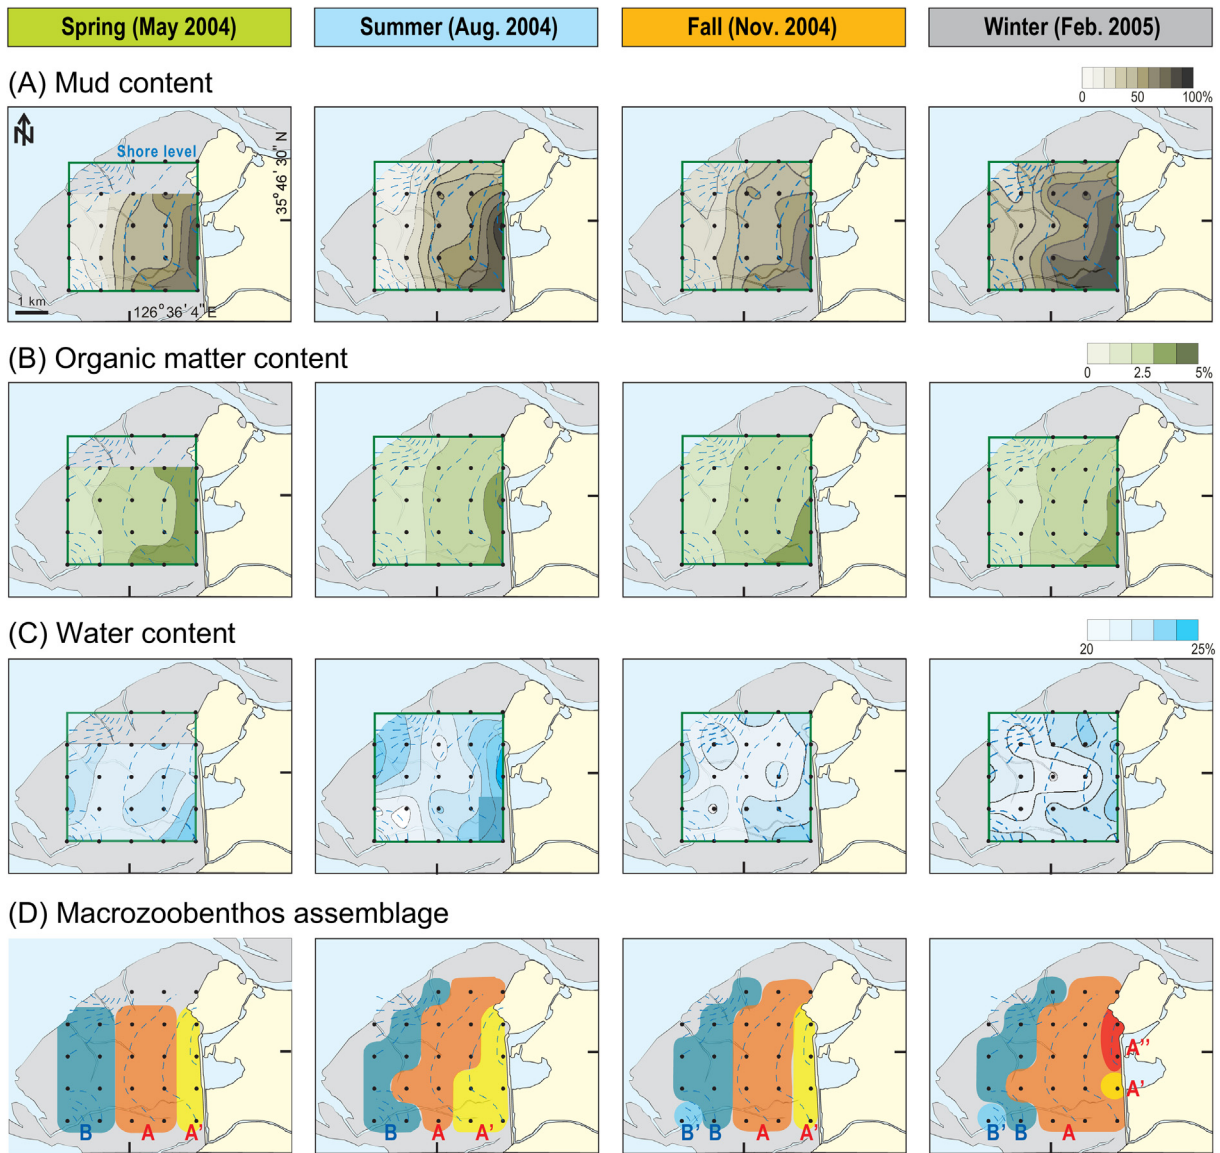 Spring (May 2004)
Summer (Aug. 2004)
Fall (Nov. 2004)
Winter (Feb. 2005)
(A) Mud content
0 50 100%
N
Shore level
35° 46' 30" N
1 km
126° 36' 4" E
(B) Organic matter content
0 2.5 5%
(C) Water content
20 25%
(D) Macrozoobenthos assemblage
B A A'
B A A'
B' B A A'
A''
A'
B' B A